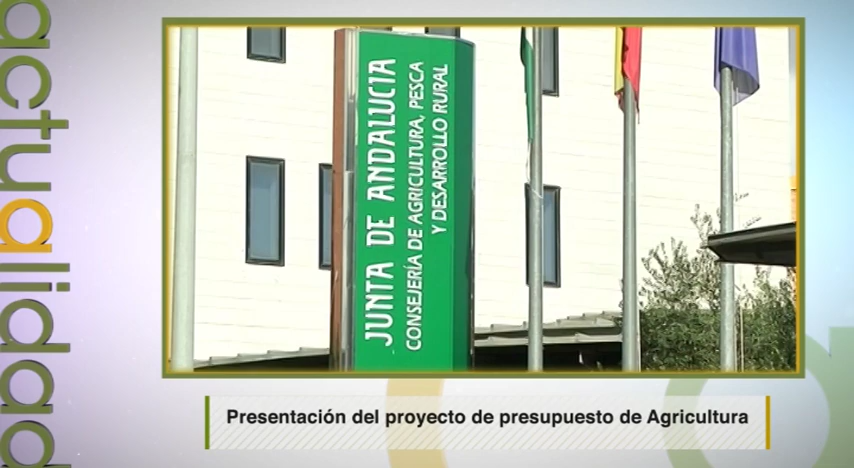 actualidad
JUNTA DE ANDALUCIA
CONSEJERÍA DE AGRICULTURA, PESCA
Y DESARROLLO RURAL
Presentación del proyecto de presupuesto de Agricultura